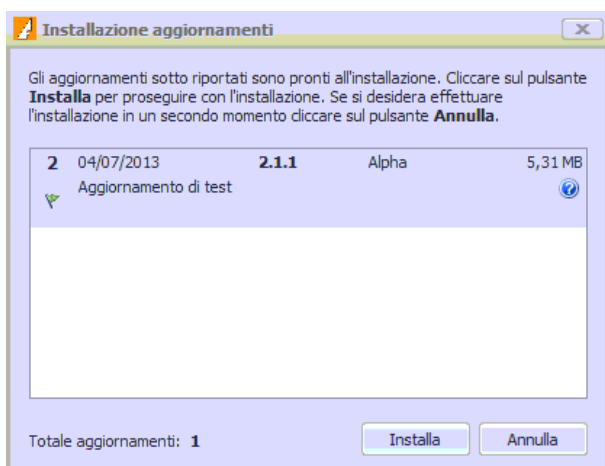 Installazione aggiornamenti
Gli aggiornamenti sotto riportati sono pronti all'installazione. Cliccare sul pulsante
Installa per proseguire con l'installazione. Se si desidera effettuare
l'installazione in un secondo momento cliccare sul pulsante Annulla.
2 04/07/2013 2.1.1 Alpha 5,31 MB
Aggiornamento di test
Totale aggiornamenti: 1 Installa Annulla